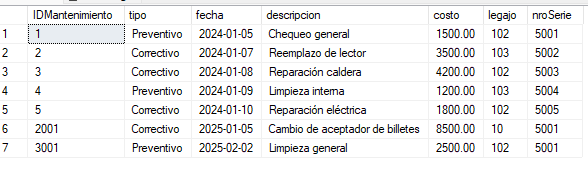 IDMantenimiento tipo fecha descripcion costo legajo nroSerie
1 1 Preventivo 2024-01-05 Chequeo general 1500.00 102 5001
2 2 Correctivo 2024-01-07 Reemplazo de lector 3500.00 103 5002
3 3 Correctivo 2024-01-08 Reparación caldera 4200.00 102 5003
4 4 Preventivo 2024-01-09 Limpieza interna 1200.00 103 5004
5 5 Correctivo 2024-01-10 Reparación eléctrica 1800.00 102 5005
6 2001 Correctivo 2025-01-05 Cambio de aceptador de billetes 8500.00 10 5001
7 3001 Preventivo 2025-02-02 Limpieza general 2500.00 102 5001